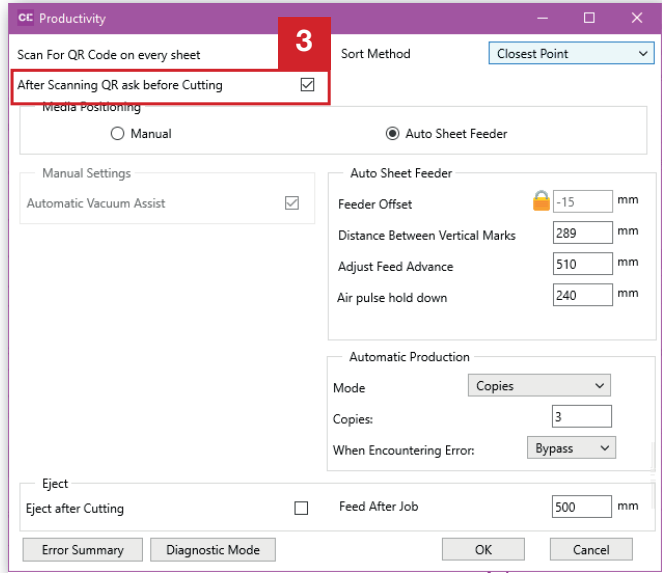 CE Productivity
3
Scan For QR Code on every sheet
Sort Method Closest Point
After Scanning QR ask before Cutting
Media Positioning
Manual Auto Sheet Feeder
Manual Settings
Automatic Vacuum Assist
Auto Sheet Feeder
Feeder Offset -15 mm
Distance Between Vertical Marks 289 mm
Adjust Feed Advance 510 mm
Air pulse hold down 240 mm
Automatic Production
Mode Copies
Copies: 3
When Encountering Error: Bypass
Eject
Eject after Cutting
Feed After Job 500 mm
Error Summary Diagnostic Mode OK Cancel